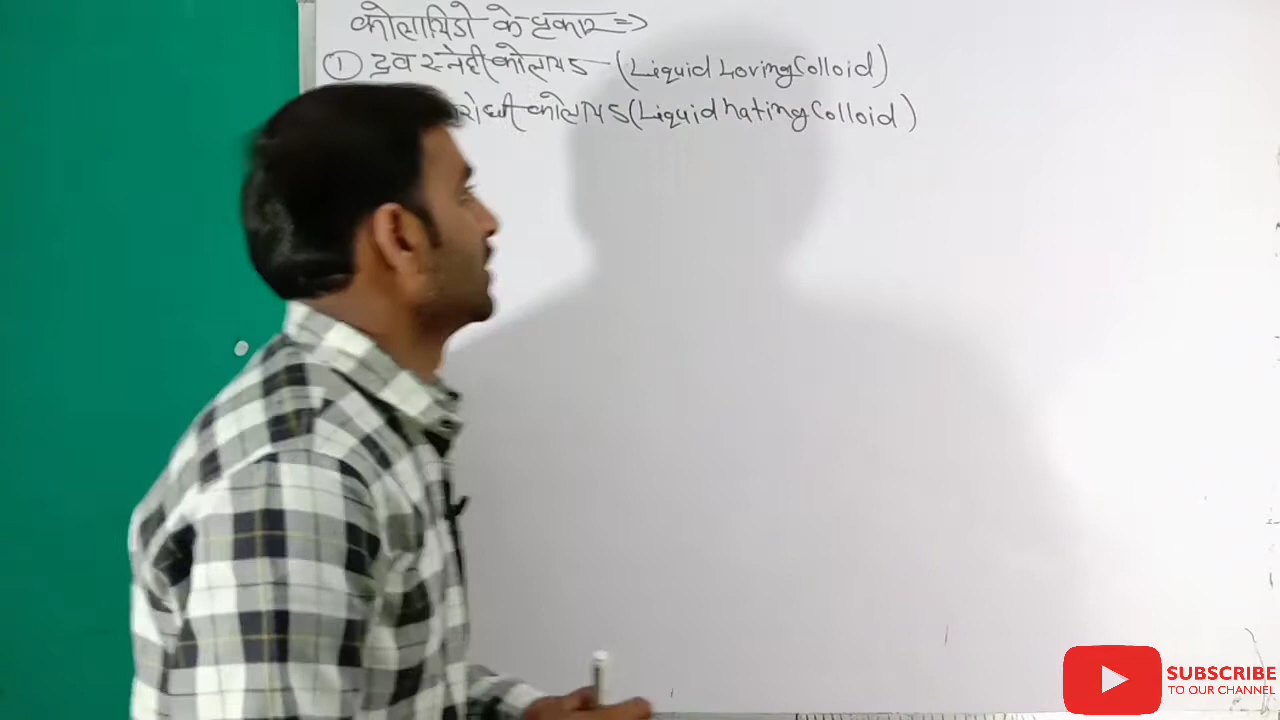 कोलायिडो के प्रकार =>
① द्रव स्नेही कोलायड - (Liquid Loving Colloid)
रोधी कोलायड (Liquid hating Colloid)
SUBSCRIBE
TO OUR CHANNEL